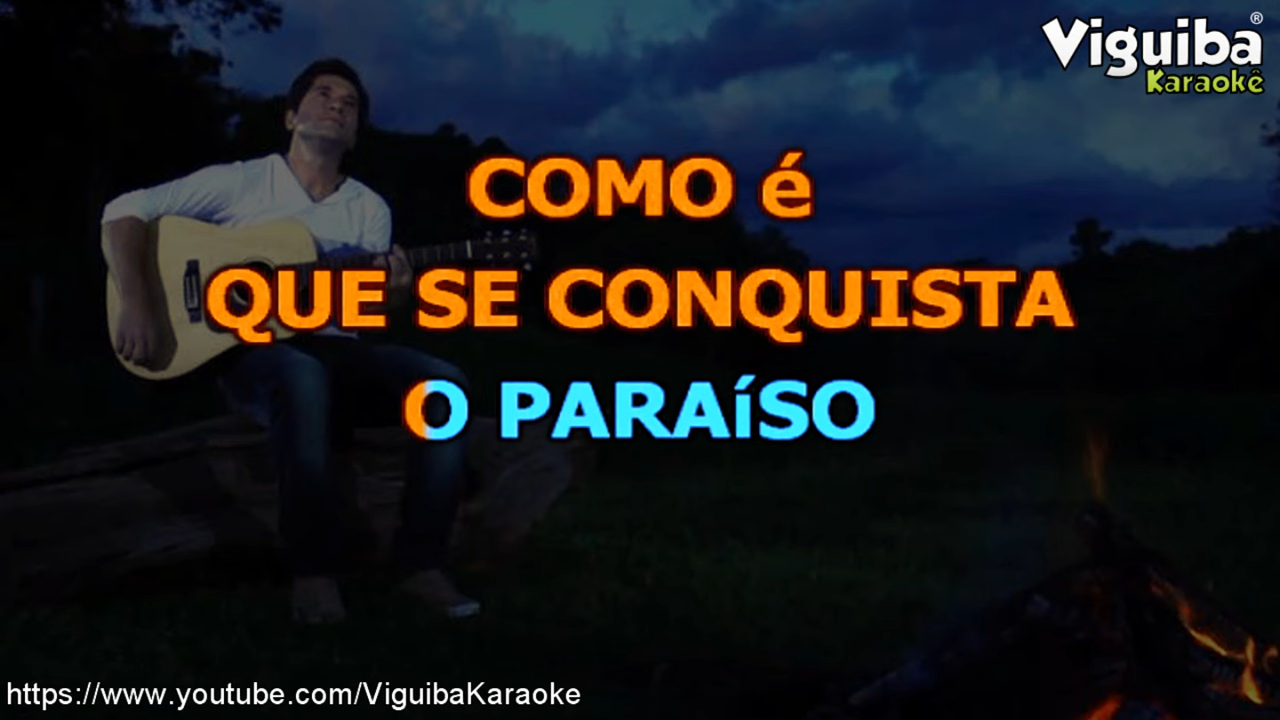 Viguiba®
Karaokê
COMO é
QUE SE CONQUISTA
O PARAíSO
https://www.youtube.com/ViguibaKaraoke